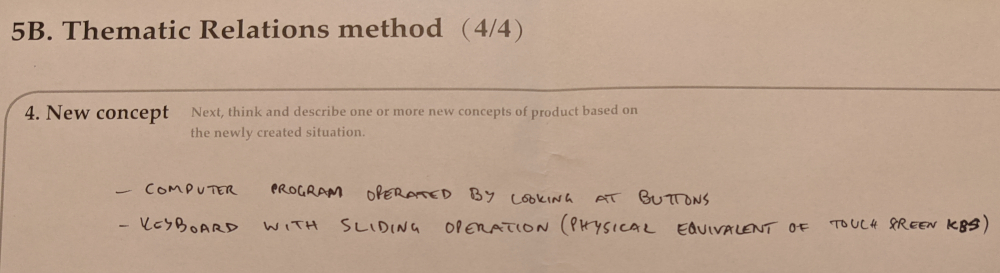 5B. Thematic Relations method (4/4)
4. New concept Next, think and describe one or more new concepts of product based on
the newly created situation.
- COMPUTER PROGRAM OPERATED BY LOOKING AT BUTTONS
- KEYBOARD WITH SLIDING OPERATION (PHYSICAL EQUIVALENT OF TOUCH SCREEN KBS)